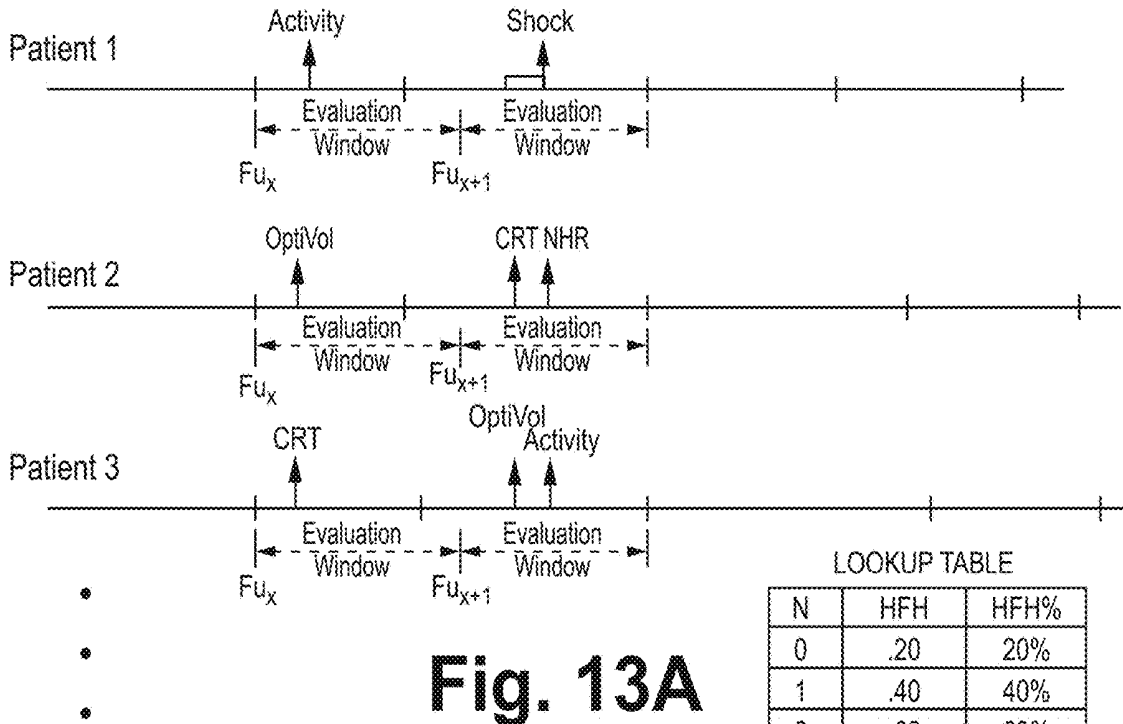 Activity Shock
Patient 1
Evaluation Evaluation
Window Window
Fux Fux+1
OptiVol CRT NHR
Patient 2
Evaluation Evaluation
Window Window
Fux Fux+1
OptiVol
CRT Activity
Patient 3
Evaluation Evaluation
Window Window
Fux Fux+1
LOOKUP TABLE
N HFH HFH%
0 .20 20%
1 .40 40%
Fig. 13A